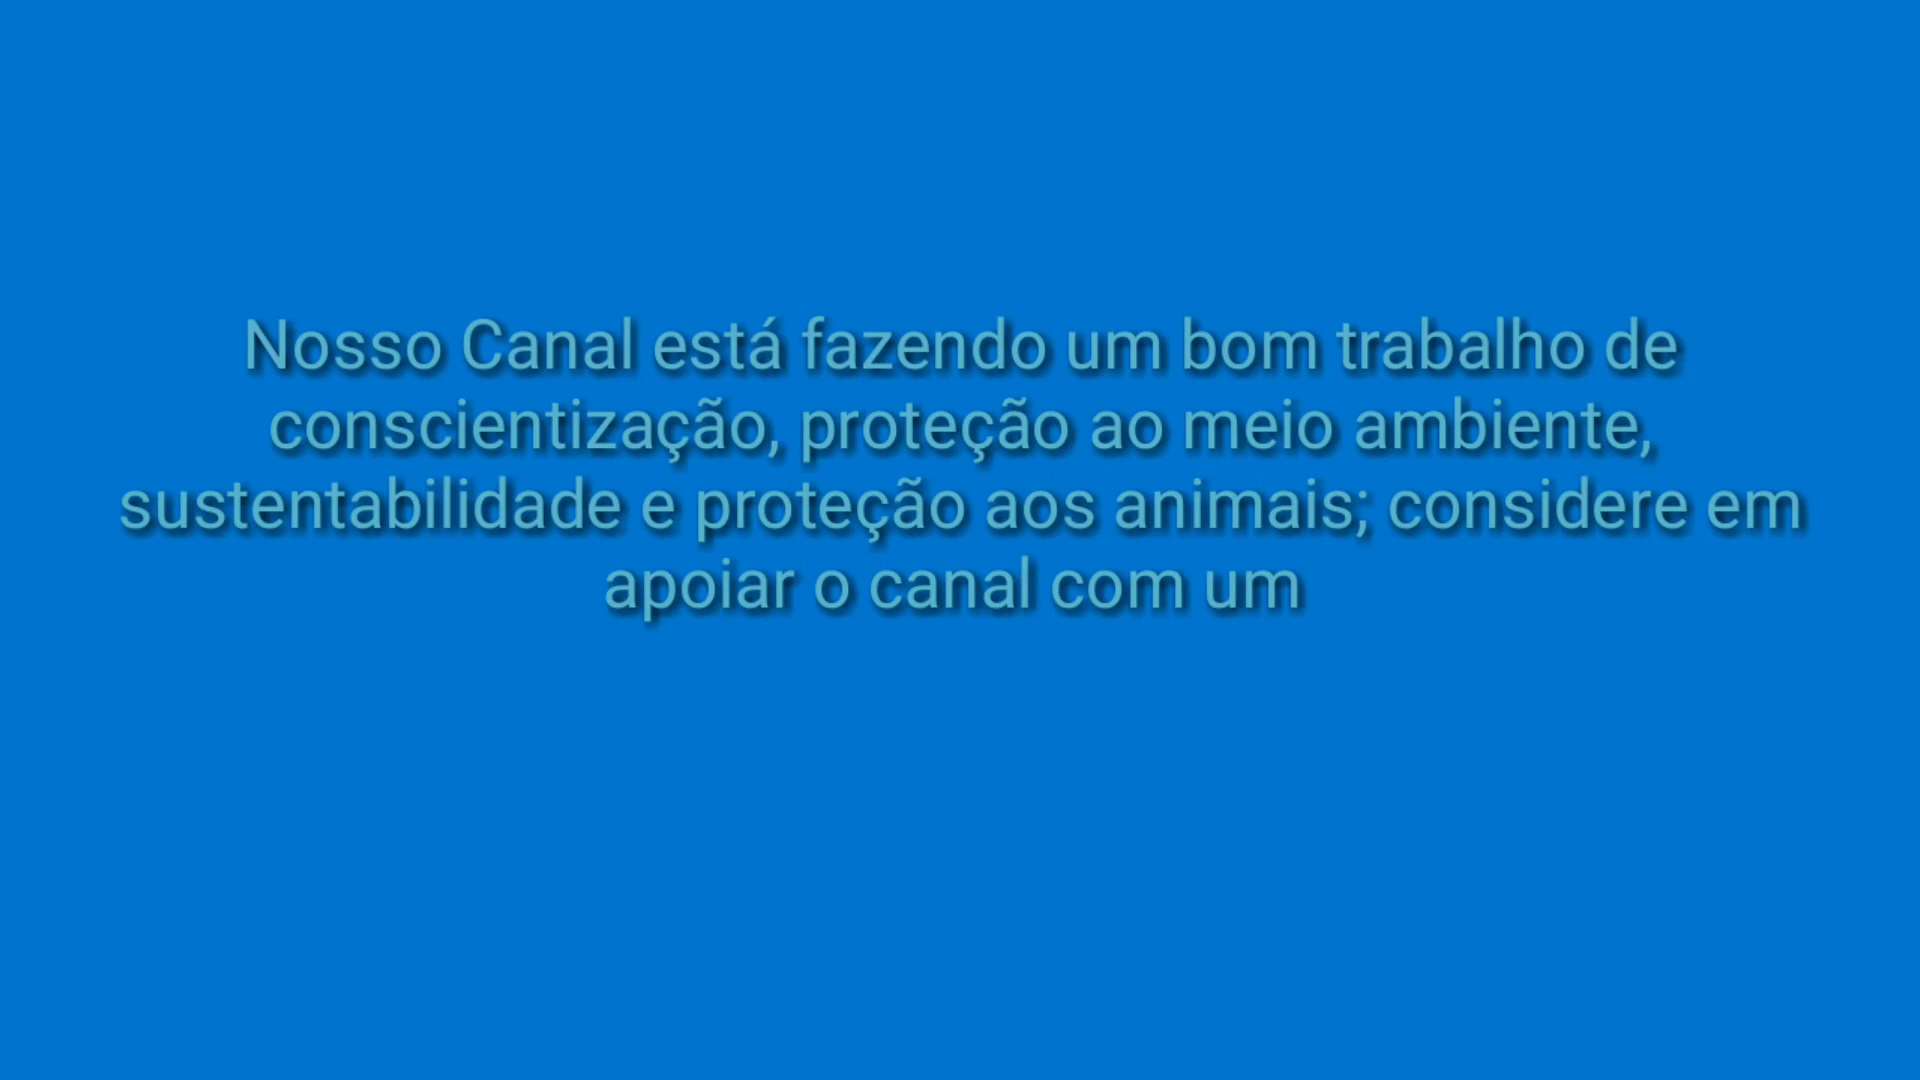 Nosso Canal está fazendo um bom trabalho de
conscientização, proteção ao meio ambiente,
sustentabilidade e proteção aos animais; considere em
apoiar o canal com um